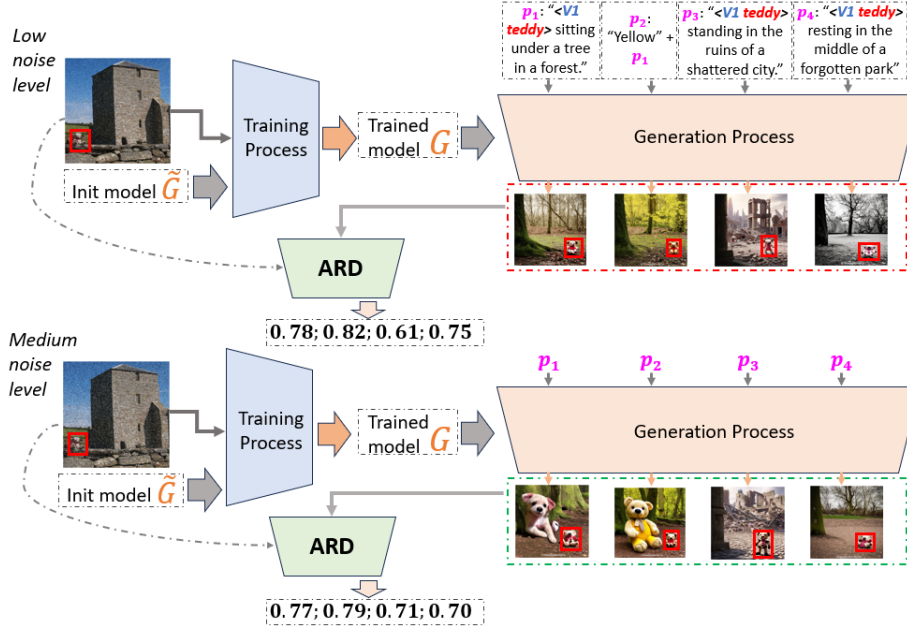 Low
noise
level
Init model G̃
Training
Process
Trained
model G
p₁: “<V1
teddy> sitting
under a tree
in a forest.”
p₂:
“Yellow” +
p₁
p₃: “<V1 teddy>
standing in the
ruins of a
shattered city.”
p₄: “<V1 teddy>
resting in the
middle of a
forgotten park”
Generation Process
ARD
0.78; 0.82; 0.61; 0.75
Medium
noise
level
Init model G̃
Training
Process
Trained
model G
p₁ p₂ p₃ p₄
Generation Process
ARD
0.77; 0.79; 0.71; 0.70